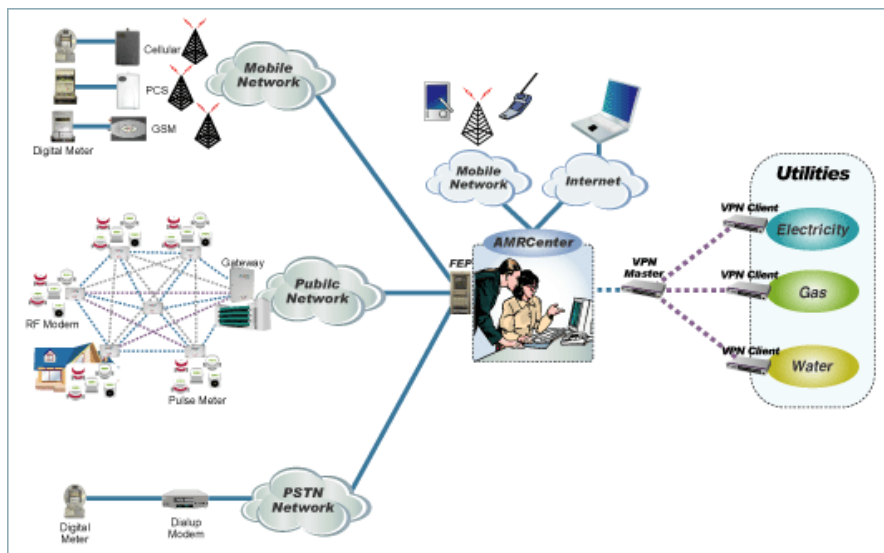 Cellular
PCS
GSM
Digital Meter
Mobile
Network
Mobile
Network
Internet
Utilities
VPN Client
Electricity
AMRCenter
FEP
VPN
Master
VPN Client
Gas
VPN Client
Water
Gateway
Public
Network
RF Modem
Pulse Meter
PSTN
Network
Digital
Meter
Dialup
Modem